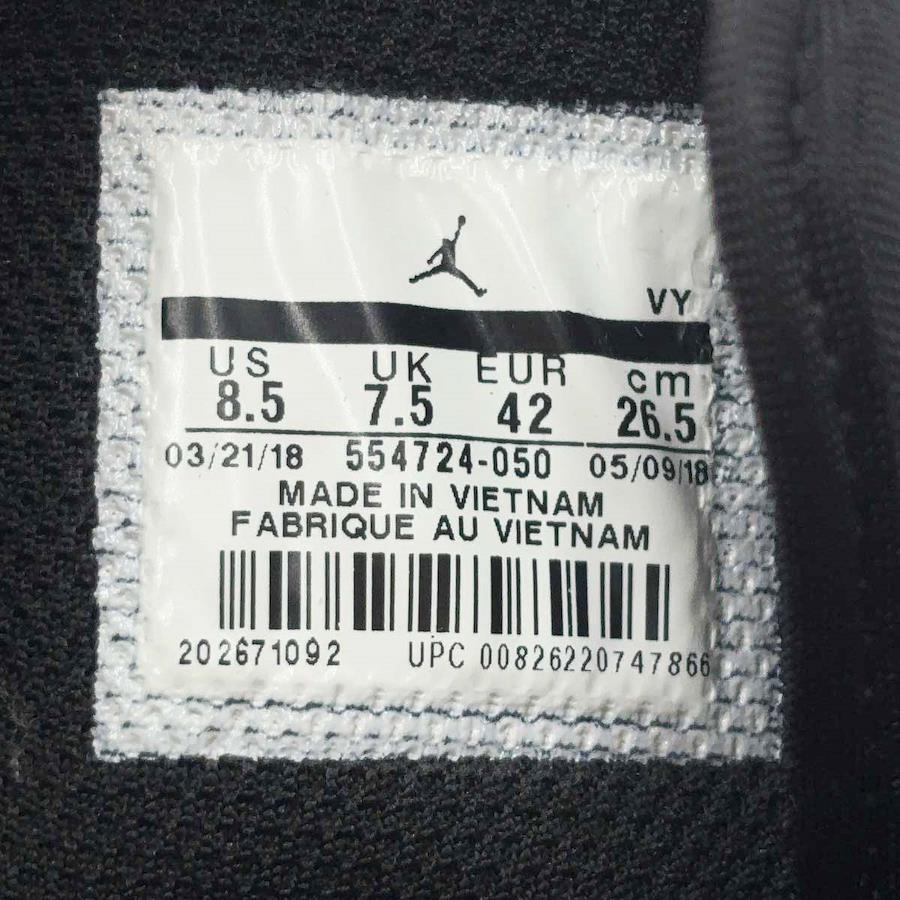 VY
US UK EUR cm
8.5 7.5 42 26.5
03/21/18 554724-050 05/09/18
MADE IN VIETNAM
FABRIQUE AU VIETNAM
202671092 UPC 00826220747866